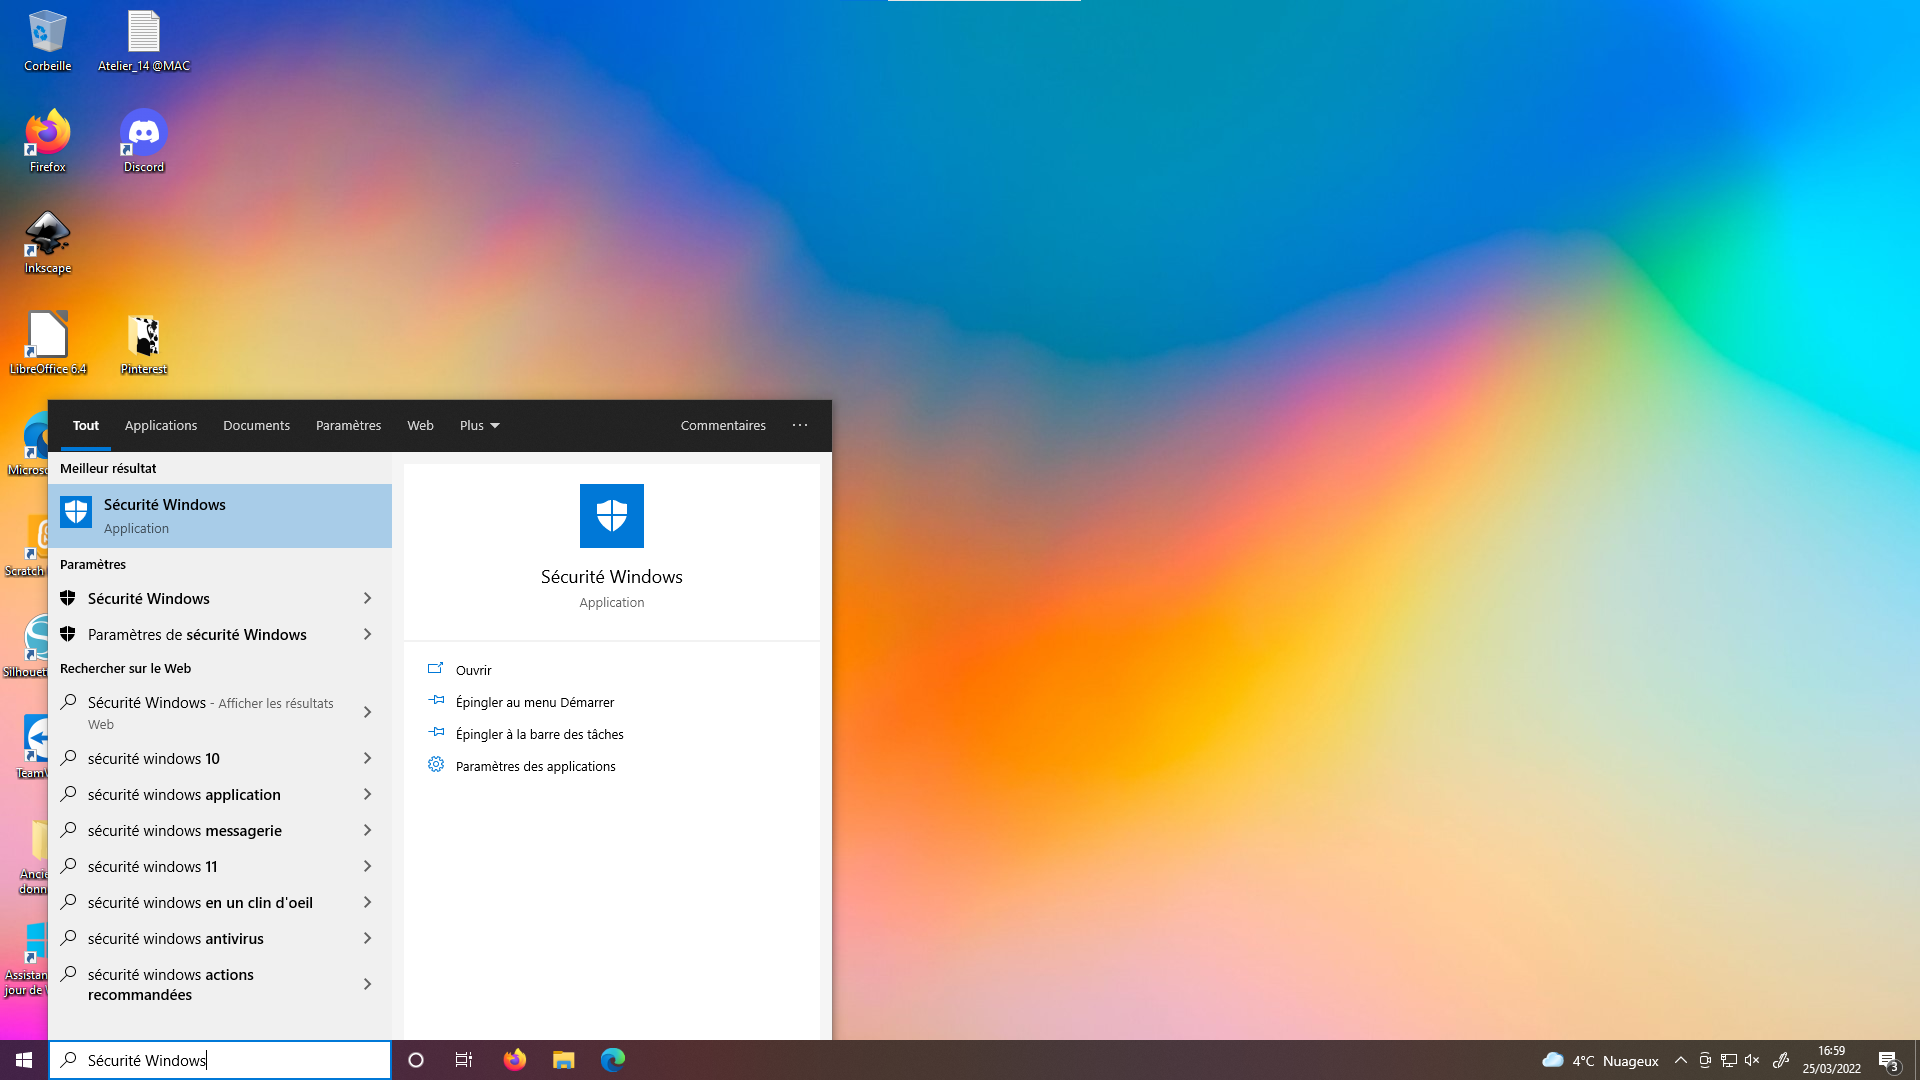 Corbeille
Atelier_14 @MAC
Firefox
Discord
Inkscape
LibreOffice 6.4
Pinterest
Tout Applications Documents Paramètres Web Plus Commentaires ...
Meilleur résultat
Sécurité Windows
Application
Paramètres
Sécurité Windows
Paramètres de sécurité Windows
Rechercher sur le Web
Sécurité Windows - Afficher les résultats
Web
sécurité windows 10
sécurité windows application
sécurité windows messagerie
sécurité windows 11
sécurité windows en un clin d'oeil
sécurité windows antivirus
sécurité windows actions
recommandées
Sécurité Windows
Application
Ouvrir
Épingler au menu Démarrer
Épingler à la barre des tâches
Paramètres des applications
Scratch
jour de
Sécurité Windows
4°C Nuageux
16:59
25/03/2022
3